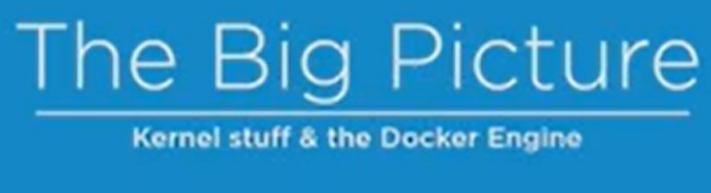 The Big Picture
Kernel stuff & the Docker Engine